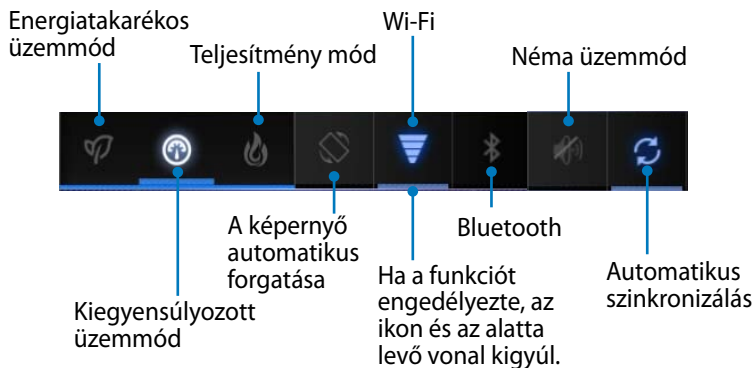 Energiatakarékos
üzemmód
Teljesítmény mód
Wi-Fi
Néma üzemmód
Kiegyensúlyozott
üzemmód
A képernyő
automatikus
forgatása
Ha a funkciót
engedélyezte, az
ikon és az alatta
levő vonal kigyúl.
Bluetooth
Automatikus
szinkronizálás